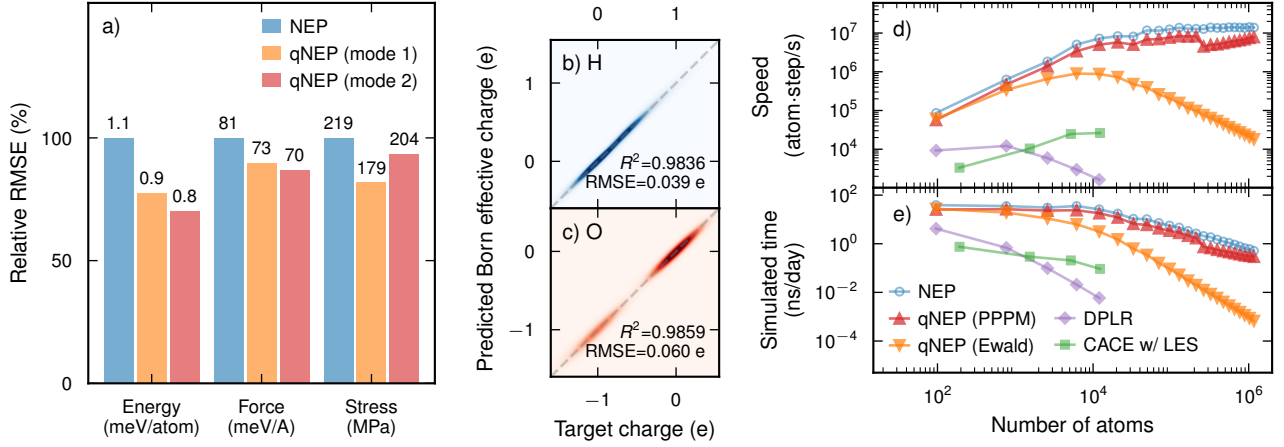 a)
NEP
qNEP (mode 1)
qNEP (mode 2)
Relative RMSE (%)
100
50
0
1.1
0.9
0.8
81
73
70
219
179
204
Energy
(meV/atom)
Force
(meV/A)
Stress
(MPa)
0
1
Predicted Born effective charge (e)
b) H
1
0
R²=0.9836
RMSE=0.039 e
c) O
0
−1
R²=0.9859
RMSE=0.060 e
−1
0
Target charge (e)
d)
Speed
(atom·step/s)
10⁷
10⁶
10⁵
10⁴
e)
Simulated time
(ns/day)
10²
10⁰
10⁻²
10⁻⁴
NEP
qNEP (PPPM)
qNEP (Ewald)
DPLR
CACE w/ LES
10²
10³
10⁴
10⁵
10⁶
Number of atoms